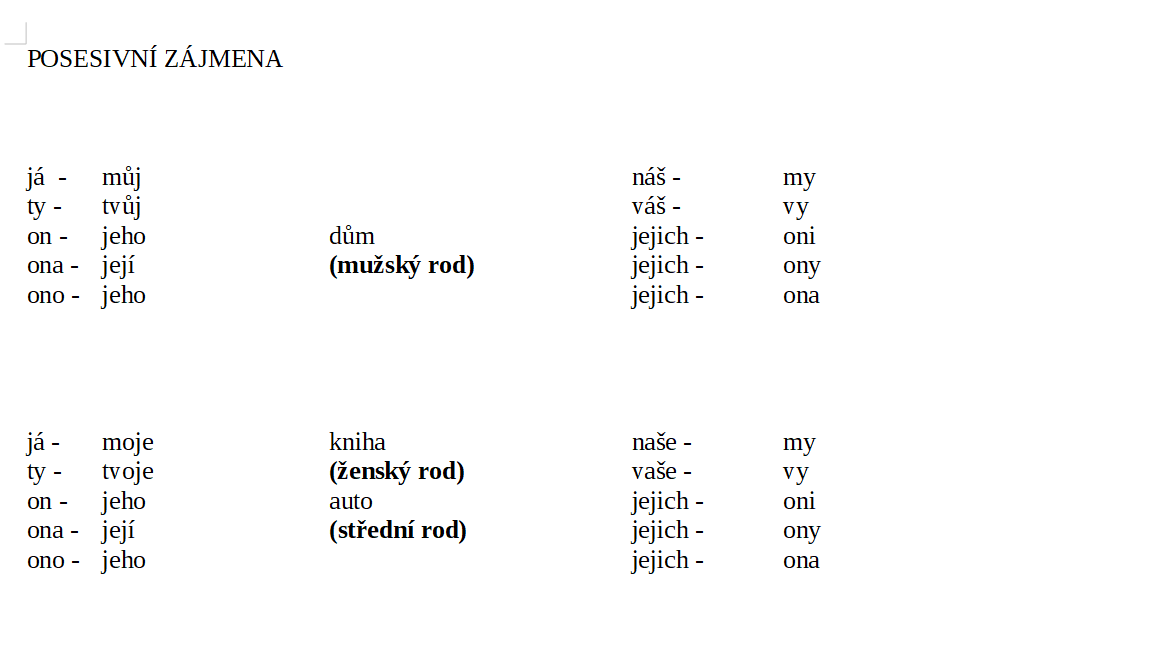 POSESIVNÍ ZÁJMENA
já - můj náš - my
ty - tvůj váš - vy
on - jeho dům jejich - oni
ona - její (mužský rod) jejich - ony
ono - jeho jejich - ona
já - moje kniha naše - my
ty - tvoje (ženský rod) vaše - vy
on - jeho auto jejich - oni
ona - její (střední rod) jejich - ony
ono - jeho jejich - ona